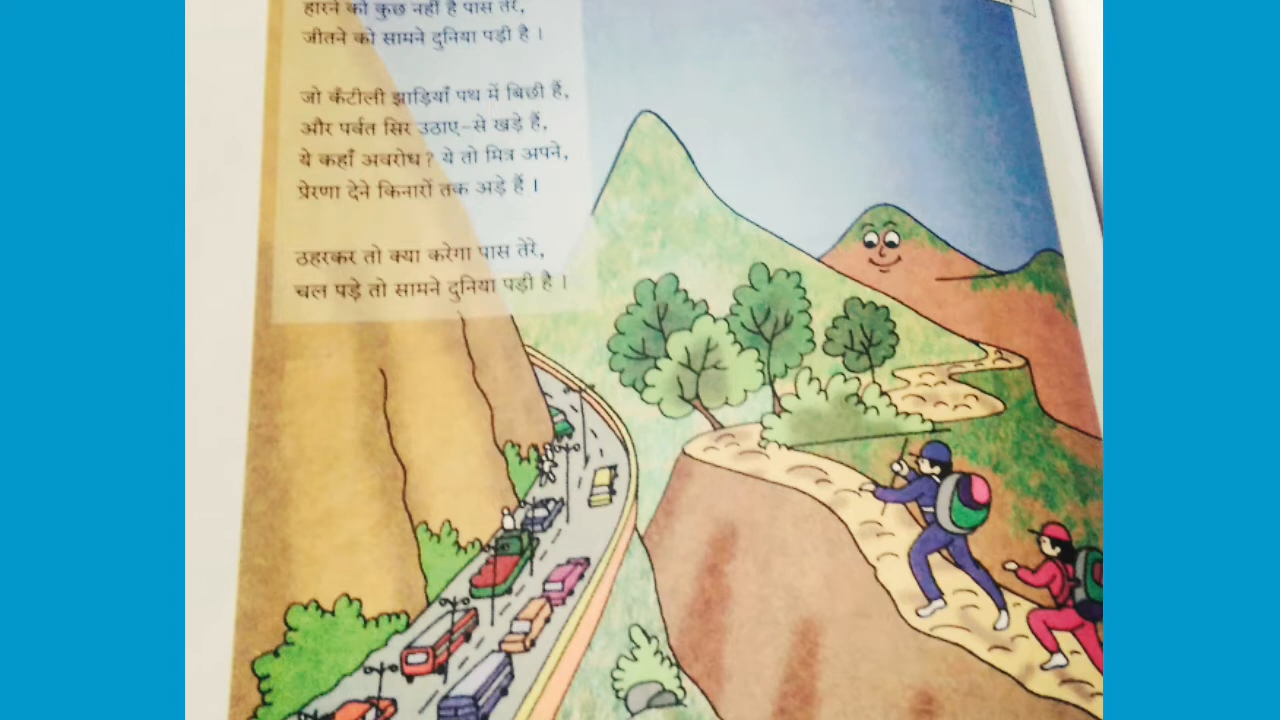 हारने को कुछ नहीं है पास तेरे,
जीतने को सामने दुनिया पड़ी है ।
जो कँटीली झाड़ियाँ पथ में बिछी हैं,
और पर्वत सिर उठाए-से खड़े हैं,
ये कहाँ अवरोध? ये तो मित्र अपने,
प्रेरणा देने किनारों तक अड़े हैं ।
ठहरकर तो क्या करेगा पास तेरे,
चल पड़े तो सामने दुनिया पड़ी है ।